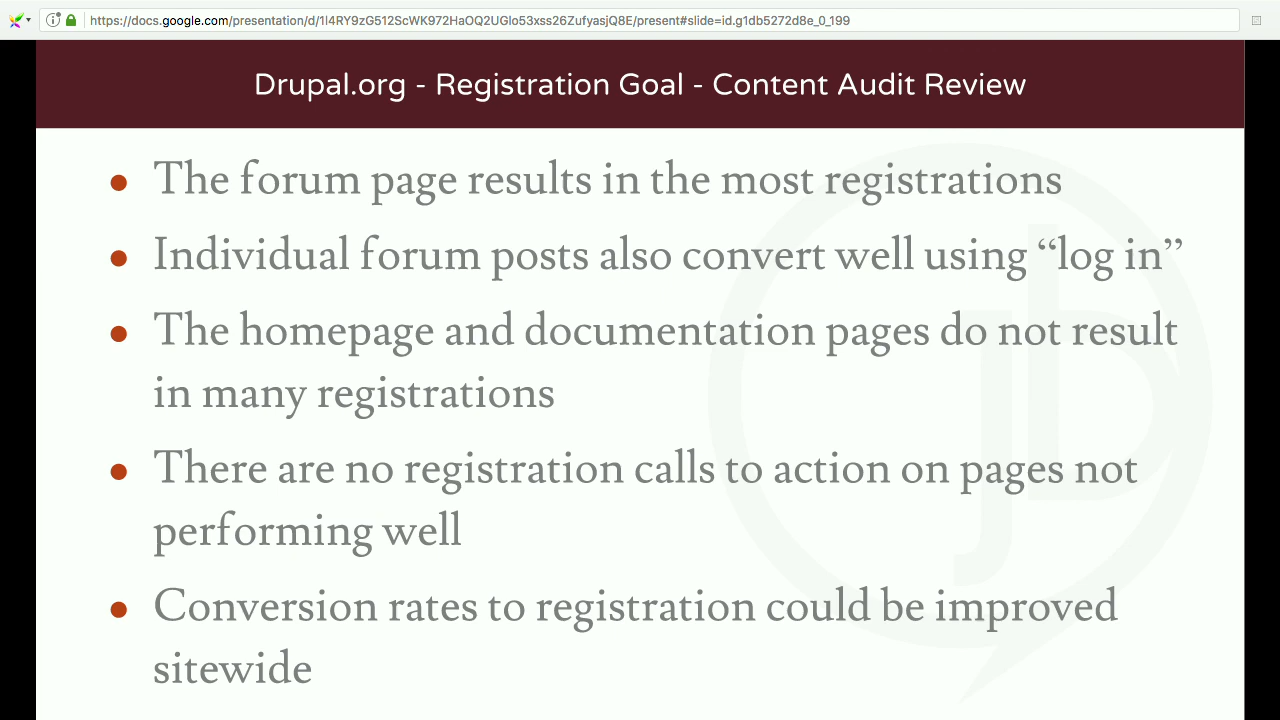 https://docs.google.com/presentation/d/1l4RY9zG512ScWK972HaOQ2UGlo53xss26ZufyasjQ8E/present#slide=id.g1db5272d8e_0_199
Drupal.org - Registration Goal - Content Audit Review
● The forum page results in the most registrations
● Individual forum posts also convert well using “log in”
● The homepage and documentation pages do not result
in many registrations
● There are no registration calls to action on pages not
performing well
● Conversion rates to registration could be improved
sitewide
JD